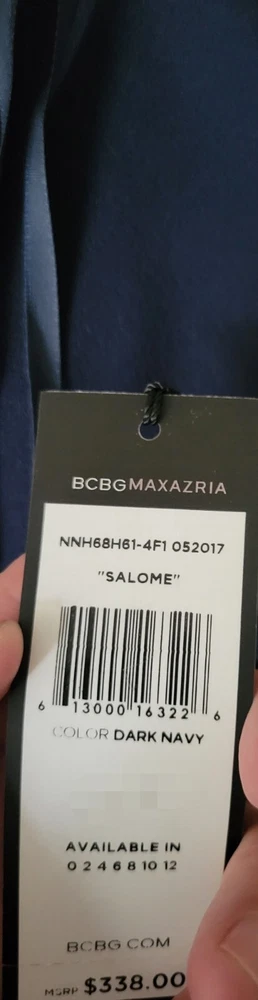 BCBGMAXAZRIA
NNH68H61-4F1 052017
"SALOME"
6 13000 16322 6
COLOR DARK NAVY
AVAILABLE IN
0 2 4 6 8 10 12
BCBG COM
MSRP $338.00